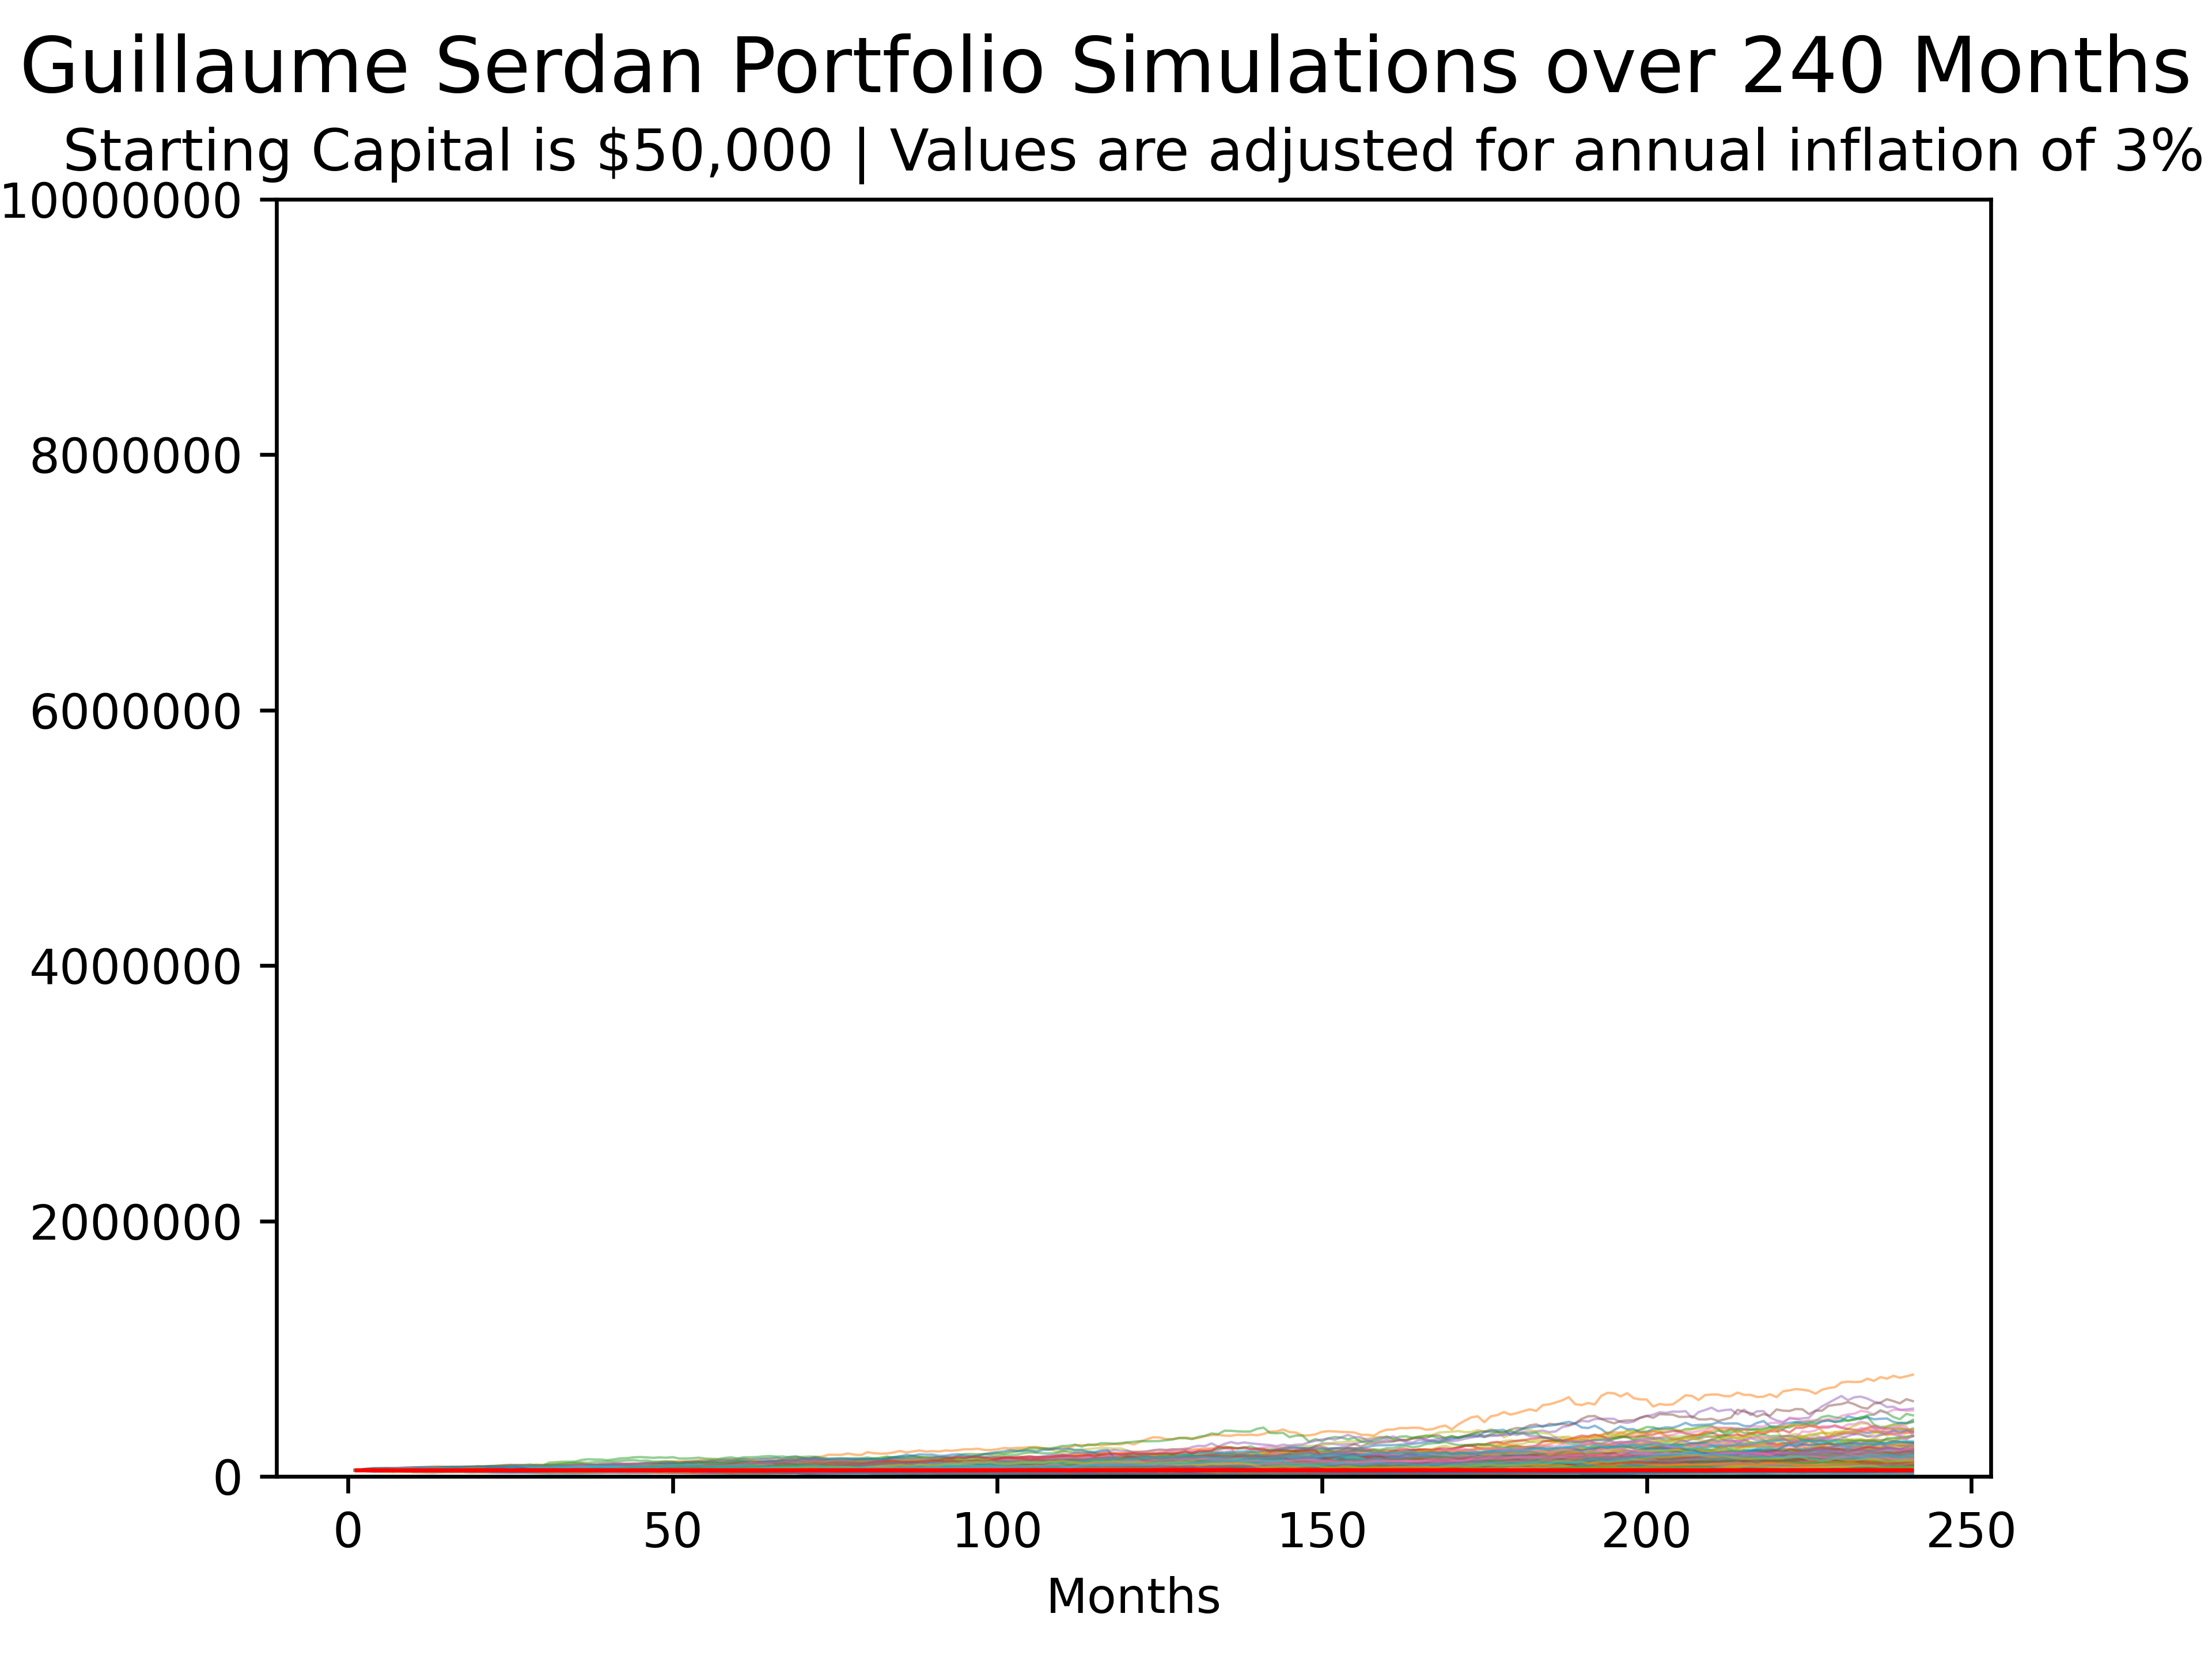 Guillaume Serdan Portfolio Simulations over 240 Months
Starting Capital is $50,000 | Values are adjusted for annual inflation of 3%
10000000
8000000
6000000
4000000
2000000
0
0 50 100 150 200 250
Months